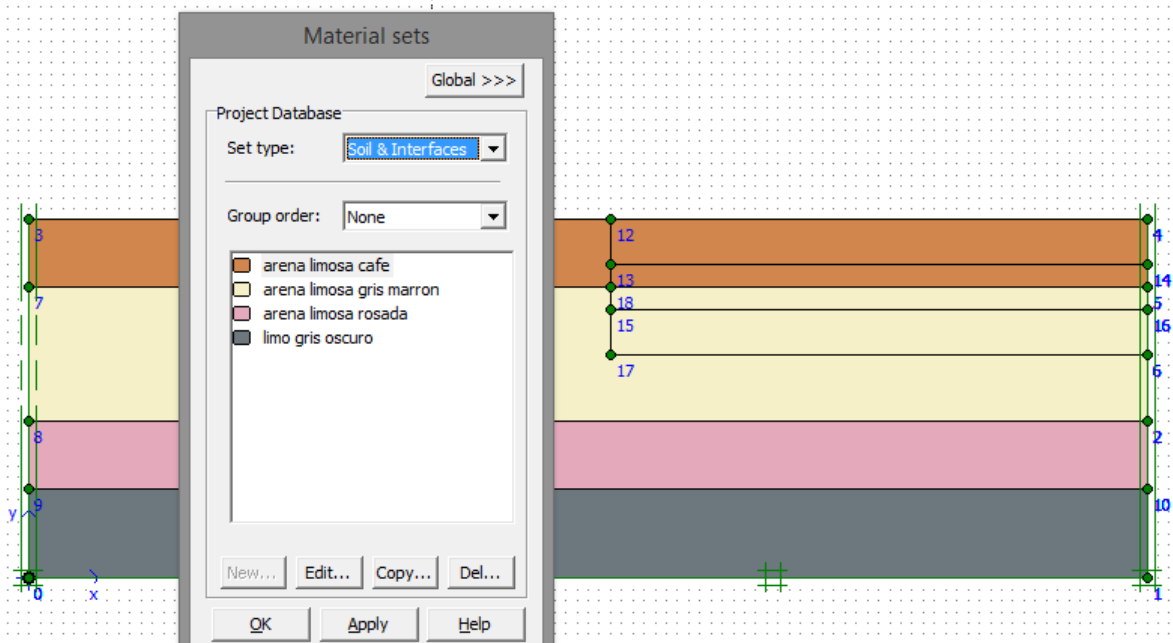 Material sets
Global >>>
Project Database
Set type: Soil & Interfaces
Group order: None
arena limosa cafe
arena limosa gris marron
arena limosa rosada
limo gris oscuro
New... Edit... Copy... Del...
OK Apply Help
3 12 4
13 14
7 18 5
15 16
17 6
8 2
9 10
y
x
0 1